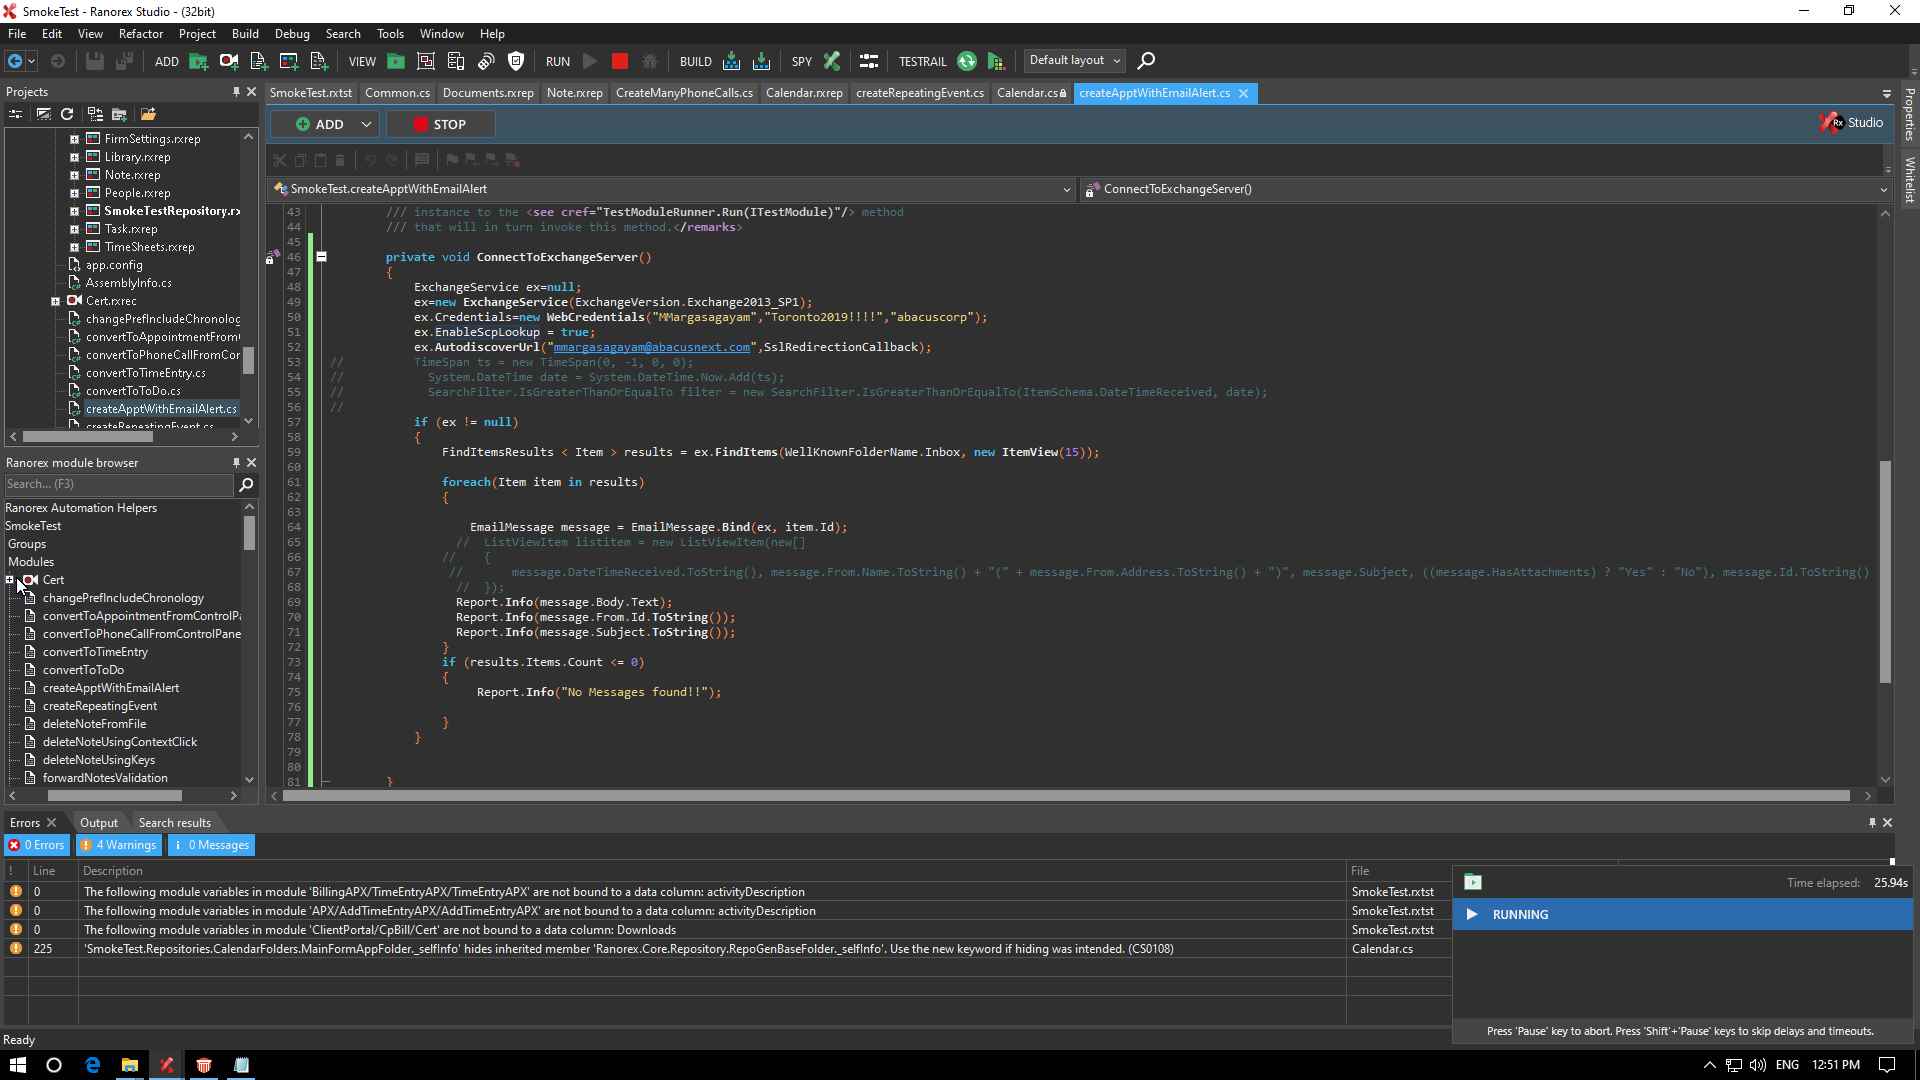 SmokeTest - Ranorex Studio - (32bit)
File Edit View Refactor Project Build Debug Search Tools Window Help
ADD VIEW RUN BUILD SPY TESTRAIL Default layout
Projects
SmokeTest.rxtst Common.cs Documents.rxrep Note.rxrep CreateManyPhoneCalls.cs Calendar.rxrep createRepeatingEvent.cs Calendar.cs createApptWithEmailAlert.cs
ADD STOP
Rx Studio
Properties
Whitelist
FirmSettings.rxrep
Library.rxrep
Note.rxrep
People.rxrep
SmokeTestRepository.rx
Task.rxrep
TimeSheets.rxrep
app.config
AssemblyInfo.cs
Cert.rxrec
changePrefIncludeChronolog
convertToAppointmentFrom
convertToPhoneCallFromCor
convertToTimeEntry.cs
convertToToDo.cs
createApptWithEmailAlert.cs
createRepeatingEvent.cs
Ranorex module browser
Search... (F3)
Ranorex Automation Helpers
SmokeTest
Groups
Modules
Cert
changePrefIncludeChronology
convertToAppointmentFromControlPa
convertToPhoneCallFromControlPane
convertToTimeEntry
convertToToDo
createApptWithEmailAlert
createRepeatingEvent
deleteNoteFromFile
deleteNoteUsingContextClick
deleteNoteUsingKeys
forwardNotesValidation
SmokeTest.createApptWithEmailAlert ConnectToExchangeServer()
43 /// instance to the <see cref="TestModuleRunner.Run(ITestModule)"/> method
44 /// that will in turn invoke this method.</remarks>
45
46 private void ConnectToExchangeServer()
47 {
48 ExchangeService ex=null;
49 ex=new ExchangeService(ExchangeVersion.Exchange2013_SP1);
50 ex.Credentials=new WebCredentials("MMargasagayam","Toronto2019!!!!","abacuscorp");
51 ex.EnableScpLookup = true;
52 ex.AutodiscoverUrl("mmargasagayam@abacusnext.com",SslRedirectionCallback);
53 // TimeSpan ts = new TimeSpan(0, -1, 0, 0);
54 // System.DateTime date = System.DateTime.Now.Add(ts);
55 // SearchFilter.IsGreaterThanOrEqualTo filter = new SearchFilter.IsGreaterThanOrEqualTo(ItemSchema.DateTimeReceived, date);
56 //
57 if (ex != null)
58 {
59 FindItemsResults < Item > results = ex.FindItems(WellKnownFolderName.Inbox, new ItemView(15));
60
61 foreach(Item item in results)
62 {
63
64 EmailMessage message = EmailMessage.Bind(ex, item.Id);
65 // ListViewItem listitem = new ListViewItem(new[]
66 // {
67 // message.DateTimeReceived.ToString(), message.From.Name.ToString() + "(" + message.From.Address.ToString() + ")", message.Subject, ((message.HasAttachments) ? "Yes" : "No"), message.Id.ToString()
68 // });
69 Report.Info(message.Body.Text);
70 Report.Info(message.From.Id.ToString());
71 Report.Info(message.Subject.ToString());
72 }
73 if (results.Items.Count <= 0)
74 {
75 Report.Info("No Messages found!!");
76
77 }
78 }
79
80
81 }
Errors Output Search results
0 Errors 4 Warnings i 0 Messages
! Line Description File
0 The following module variables in module 'BillingAPX/TimeEntryAPX/TimeEntryAPX' are not bound to a data column: activityDescription SmokeTest.rxtst
0 The following module variables in module 'APX/AddTimeEntryAPX/AddTimeEntryAPX' are not bound to a data column: activityDescription SmokeTest.rxtst
0 The following module variables in module 'ClientPortal/CpBill/Cert' are not bound to a data column: Downloads SmokeTest.rxtst
225 'SmokeTest.Repositories.CalendarFolders.MainFormAppFolder._selfInfo' hides inherited member 'Ranorex.Core.Repository.RepoGenBaseFolder._selfInfo'. Use the new keyword if hiding was intended. (CS0108) Calendar.cs
Time elapsed: 25.94s
RUNNING
Press 'Pause' key to abort. Press 'Shift'+'Pause' keys to skip delays and timeouts.
Ready
ENG 12:51 PM